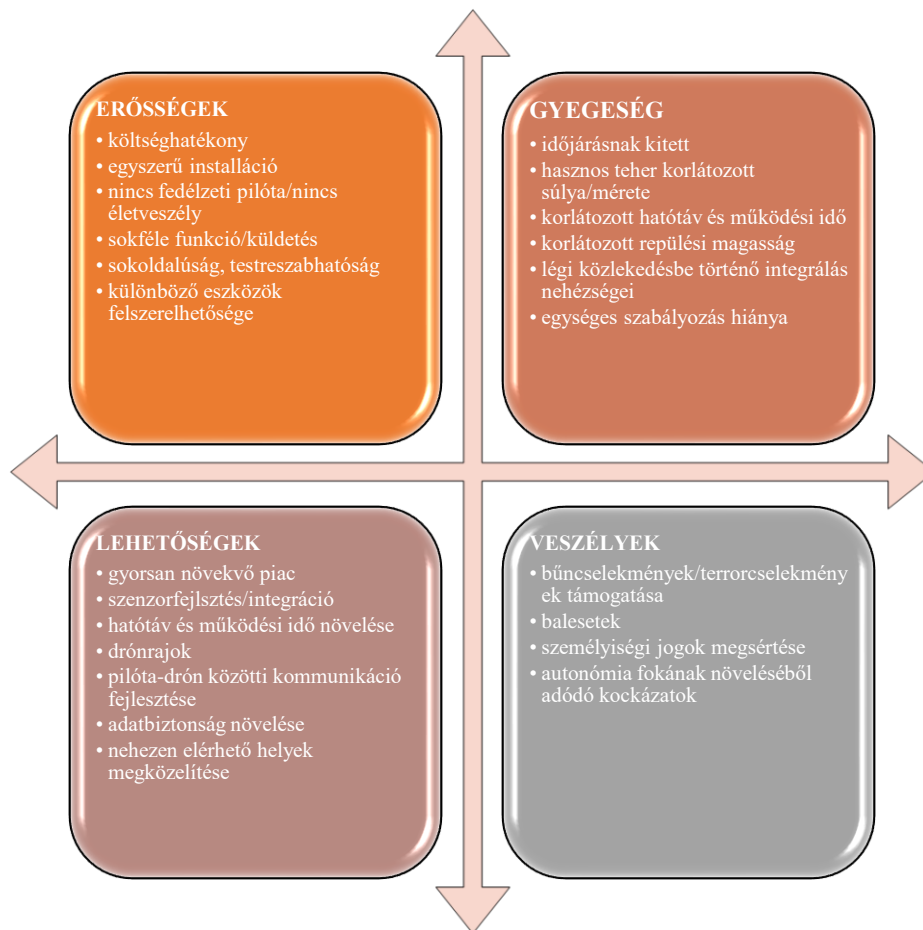 ERŐSSÉGEK
• költséghatékony
• egyszerű installáció
• nincs fedélzeti pilóta/nincs
életveszély
• sokféle funkció/küldetés
• sokoldalúság, testreszabhatóság
• különböző eszközök
felszerelhetősége
GYEGESÉG
• időjárásnak kitett
• hasznos teher korlátozott
súlya/mérete
• korlátozott hatótáv és működési idő
• korlátozott repülési magasság
• légi közlekedésbe történő integrálás
nehézségei
• egységes szabályozás hiánya
LEHETŐSÉGEK
• gyorsan növekvő piac
• szenzorfejlsztés/integráció
• hatótáv és működési idő növelése
• drónrajok
• pilóta-drón közötti kommunikáció
fejlesztése
• adatbiztonság növelése
• nehezen elérhető helyek
megközelítése
VESZÉLYEK
• bűncselekmények/terrorcselekmény
ek támogatása
• balesetek
• személyiségi jogok megsértése
• autonómia fokának növeléséből
adódó kockázatok